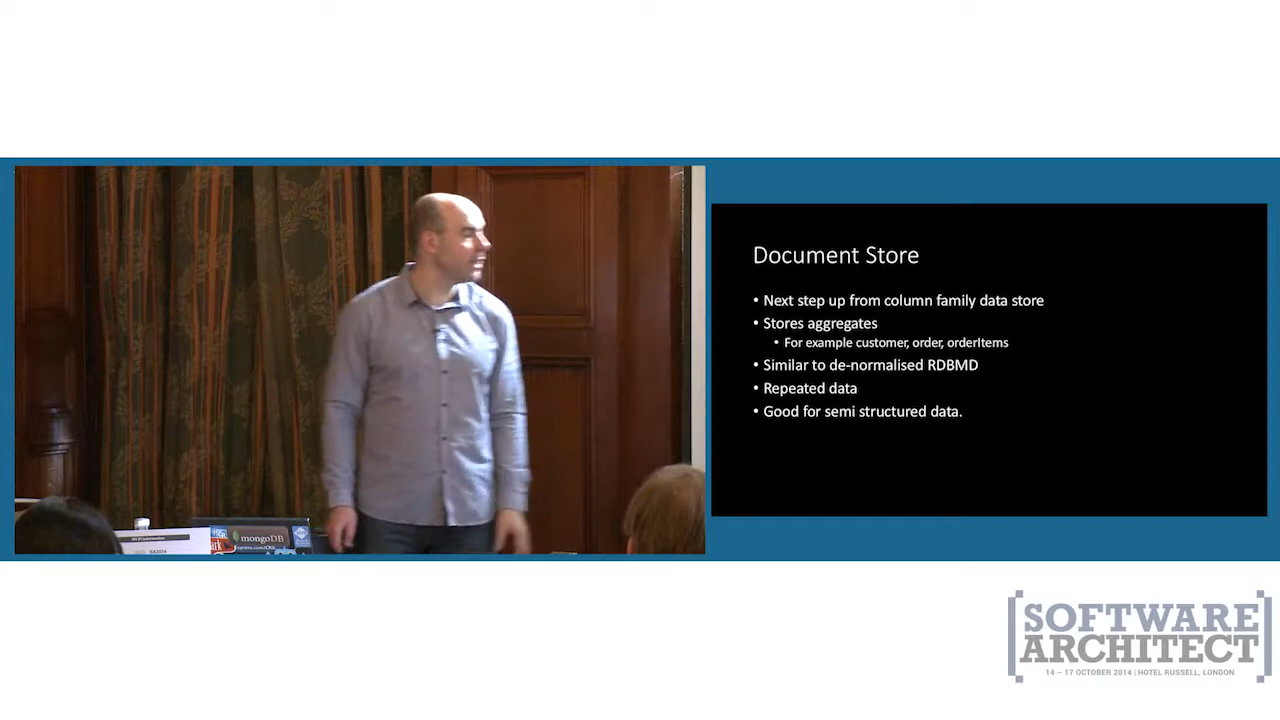 Document Store
• Next step up from column family data store
• Stores aggregates
• For example customer, order, orderItems
• Similar to de-normalised RDBMD
• Repeated data
• Good for semi structured data.
mongoDB
[SOFTWARE
ARCHITECT]
14 – 17 OCTOBER 2014 | HOTEL RUSSELL, LONDON